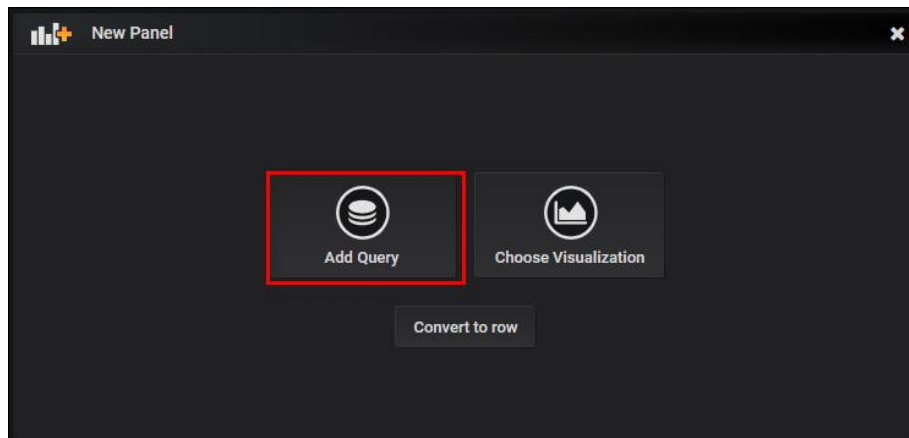 New Panel
Add Query
Choose Visualization
Convert to row